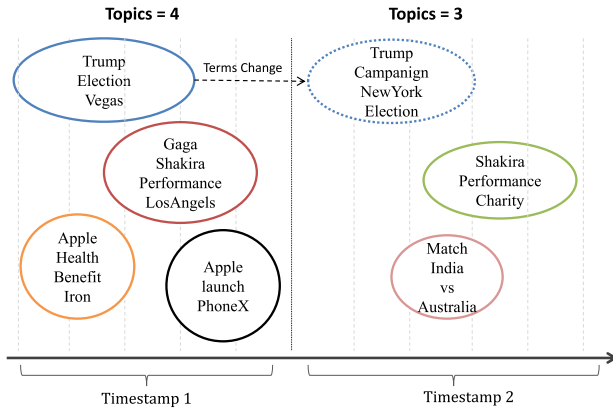 Topics = 4
Topics = 3
Trump
Election
Vegas
Terms Change
Trump
Campanign
NewYork
Election
Gaga
Shakira
Performance
LosAngels
Shakira
Performance
Charity
Apple
Health
Benefit
Iron
Apple
launch
PhoneX
Match
India
vs
Australia
Timestamp 1
Timestamp 2